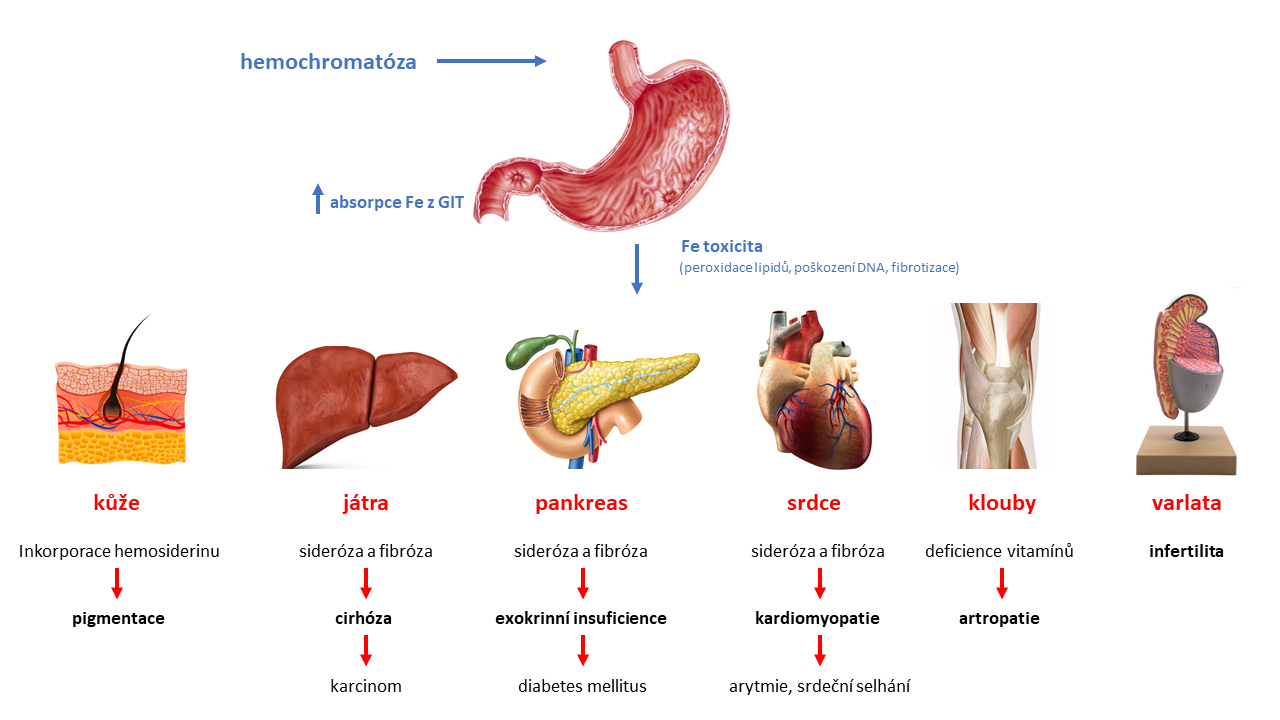 hemochromatóza
absorpce Fe z GIT
Fe toxicita
(peroxidace lipidů, poškození DNA, fibrotizace)
kůže
játra
pankreas
srdce
klouby
varlata
Inkorporace hemosiderinu
sideróza a fibróza
sideróza a fibróza
sideróza a fibróza
deficience vitamínů
infertilita
pigmentace
cirhóza
exokrinní insuficience
kardiomyopatie
artropatie
karcinom
diabetes mellitus
arytmie, srdeční selhání